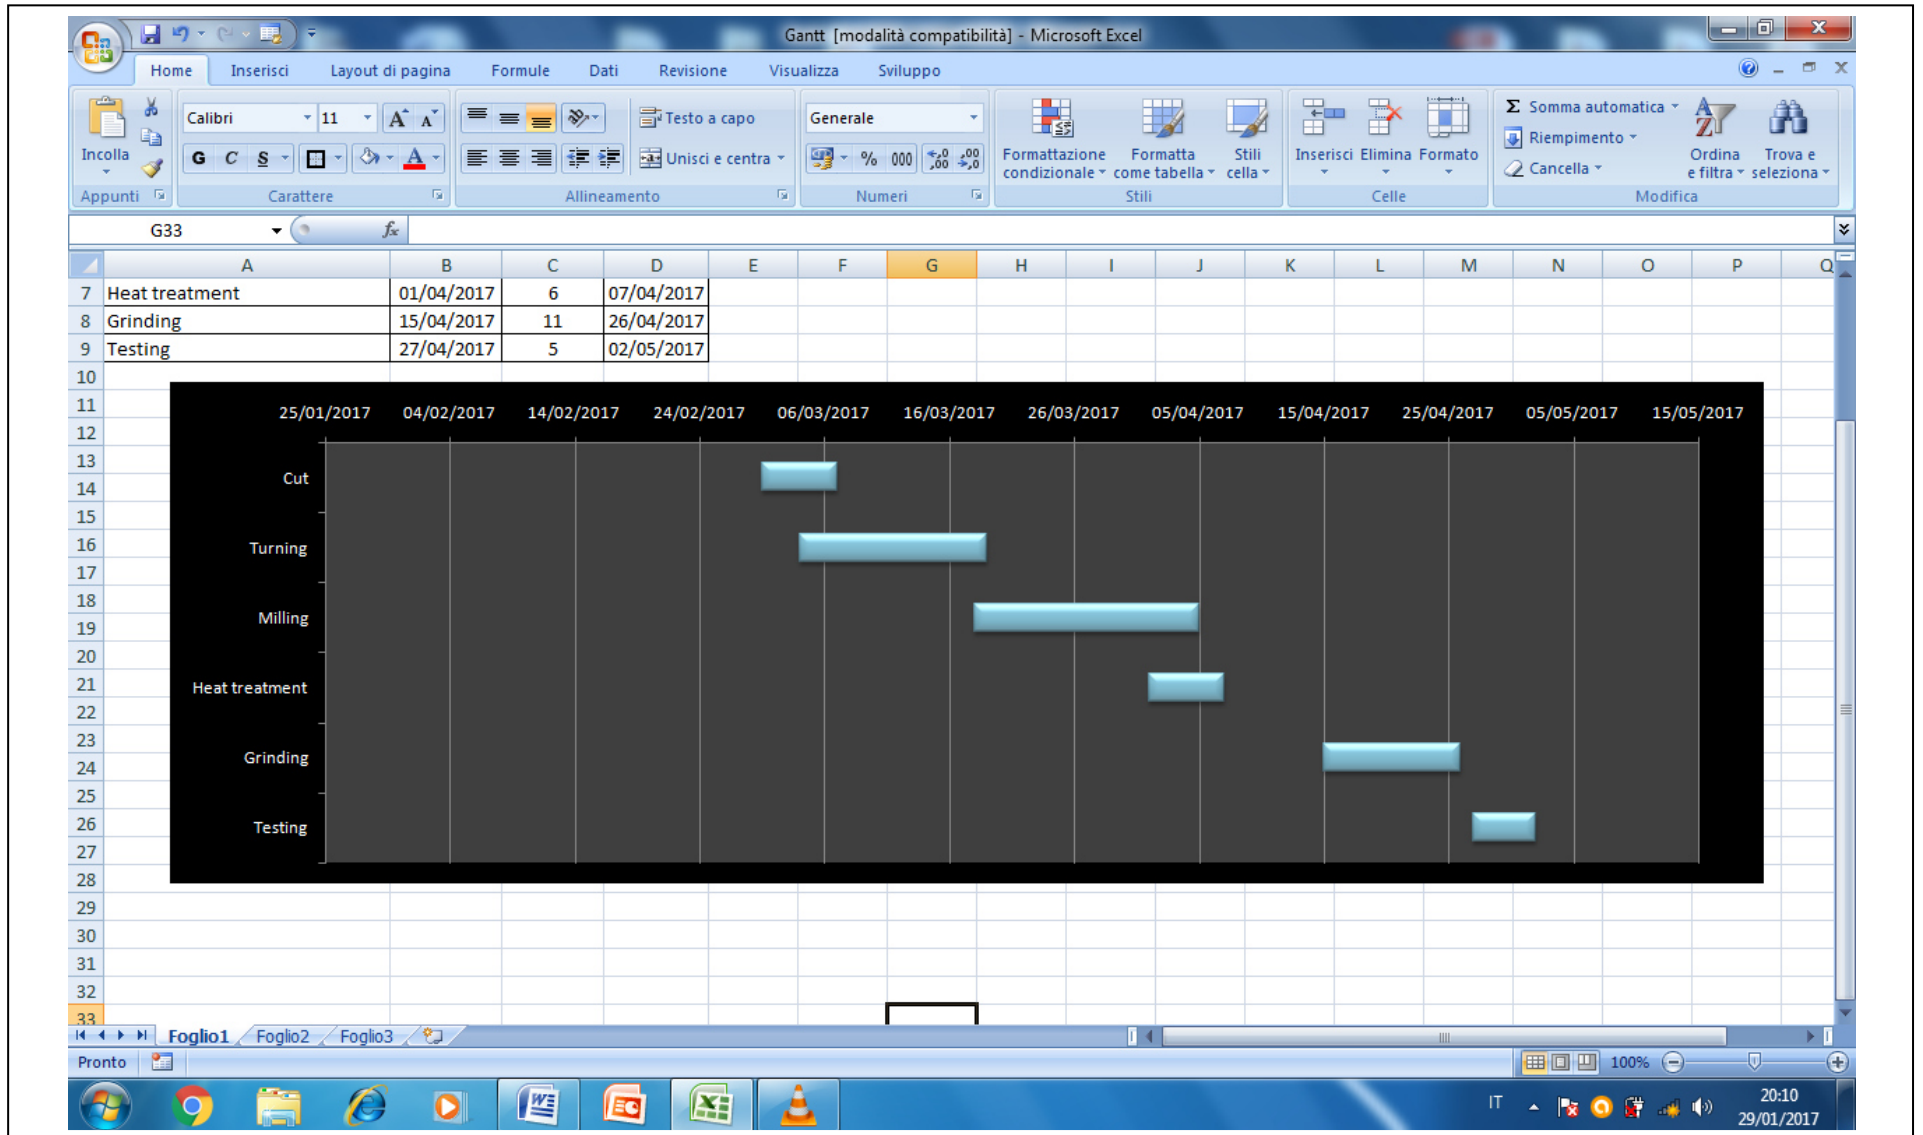 Gantt [modalità compatibilità] - Microsoft Excel
Home Inserisci Layout di pagina Formule Dati Revisione Visualizza Sviluppo
Incolla
Calibri 11
G C S
Testo a capo
Unisci e centra
Generale
% 000
Formattazione condizionale
Formatta come tabella
Stili cella
Inserisci Elimina Formato
Σ Somma automatica
Riempimento
Cancella
Ordina e filtra
Trova e seleziona
Appunti Carattere Allineamento Numeri Stili Celle Modifica
G33 fx
A B C D E F G H I J K L M N O P Q
7 Heat treatment 01/04/2017 6 07/04/2017
8 Grinding 15/04/2017 11 26/04/2017
9 Testing 27/04/2017 5 02/05/2017
10
11
12
13
14
15
16
17
18
19
20
21
22
23
24
25
26
27
28
29
30
31
32
33
25/01/2017 04/02/2017 14/02/2017 24/02/2017 06/03/2017 16/03/2017 26/03/2017 05/04/2017 15/04/2017 25/04/2017 05/05/2017 15/05/2017
Cut
Turning
Milling
Heat treatment
Grinding
Testing
Foglio1 Foglio2 Foglio3
Pronto 100%
IT 20:10
29/01/2017